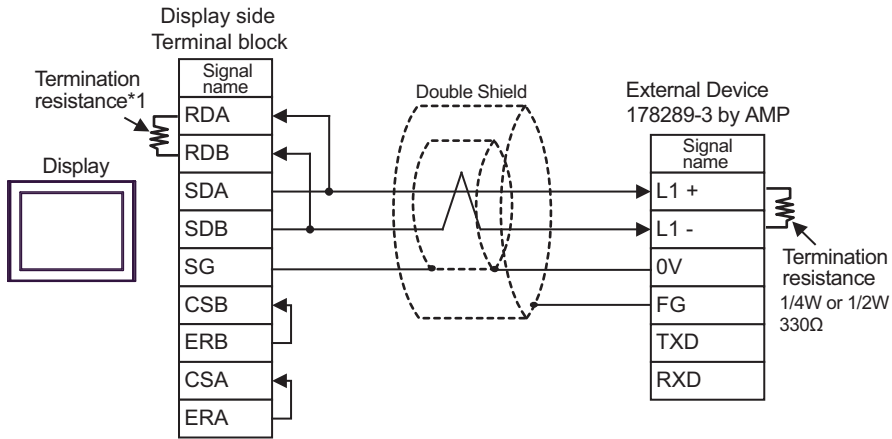 Display side
Terminal block
Termination
resistance*1
Display
Signal
name
RDA
RDB
SDA
SDB
SG
CSB
ERB
CSA
ERA
Double Shield
External Device
178289-3 by AMP
Signal
name
L1 +
L1 -
0V
FG
TXD
RXD
Termination
resistance
1/4W or 1/2W
330Ω